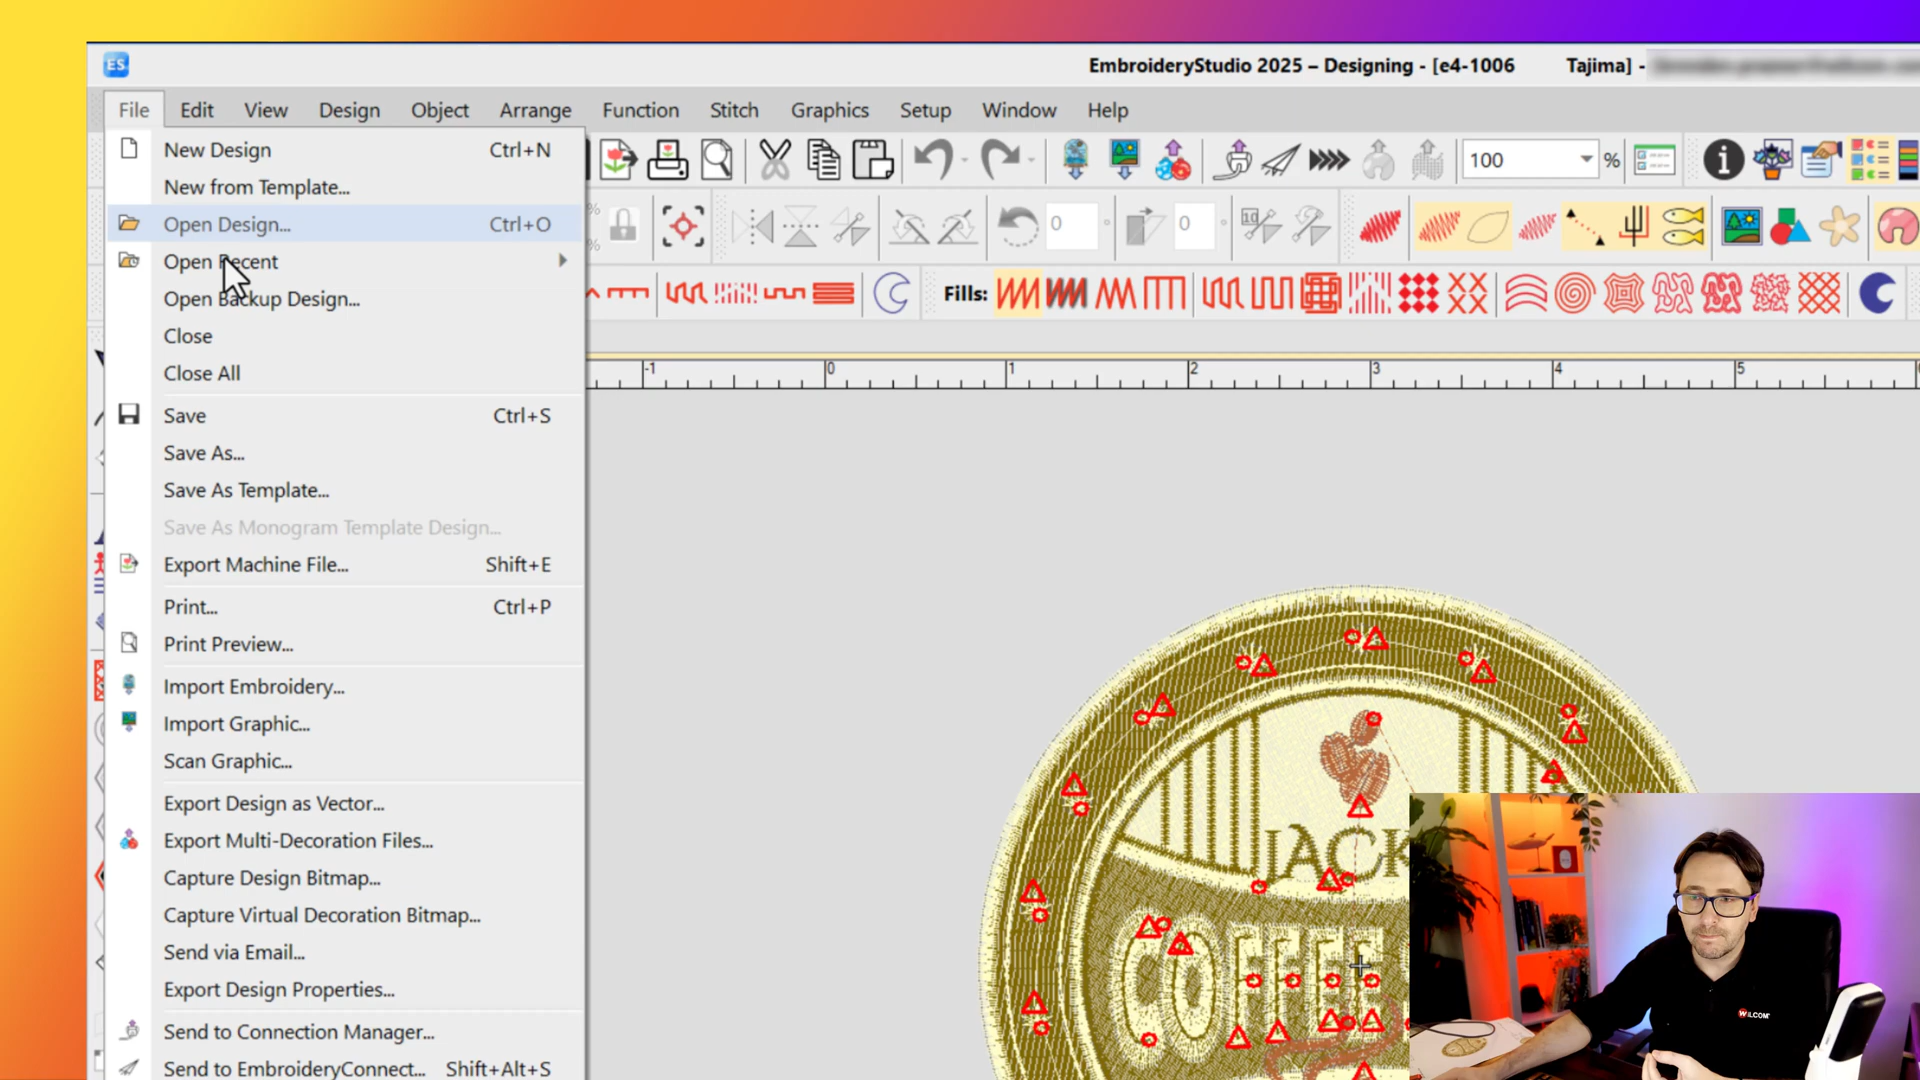 ES
EmbroideryStudio 2025 – Designing - [e4-1006 Tajima] -
File Edit View Design Object Arrange Function Stitch Graphics Setup Window Help
New Design Ctrl+N
100 %
New from Template...
Open Design... Ctrl+O
% % 0 ° 0 ° 10
Open Recent
Fills:
Open Backup Design...
Close
-1 0 1 2 3 4 5
Close All
Save Ctrl+S
Save As...
Save As Template...
Save As Monogram Template Design...
Export Machine File... Shift+E
Print... Ctrl+P
Print Preview...
Import Embroidery...
Import Graphic...
Scan Graphic...
Export Design as Vector...
Export Multi-Decoration Files...
Capture Design Bitmap...
Capture Virtual Decoration Bitmap...
Send via Email...
Export Design Properties...
Send to Connection Manager...
Send to EmbroideryConnect... Shift+Alt+S
JACK
COFFEE
WILCOM